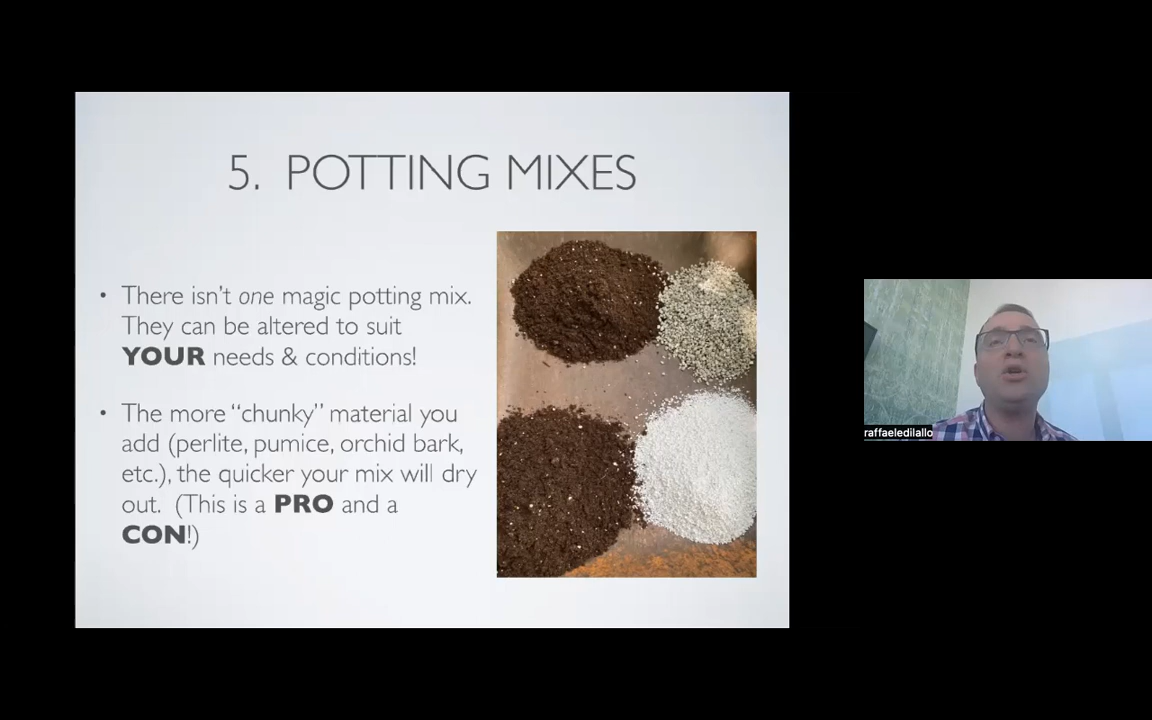 5. POTTING MIXES
• There isn't one magic potting mix.
They can be altered to suit
YOUR needs & conditions!
• The more "chunky" material you
add (perlite, pumice, orchid bark,
etc.), the quicker your mix will dry
out. (This is a PRO and a
CON!)
raffaeledilallo